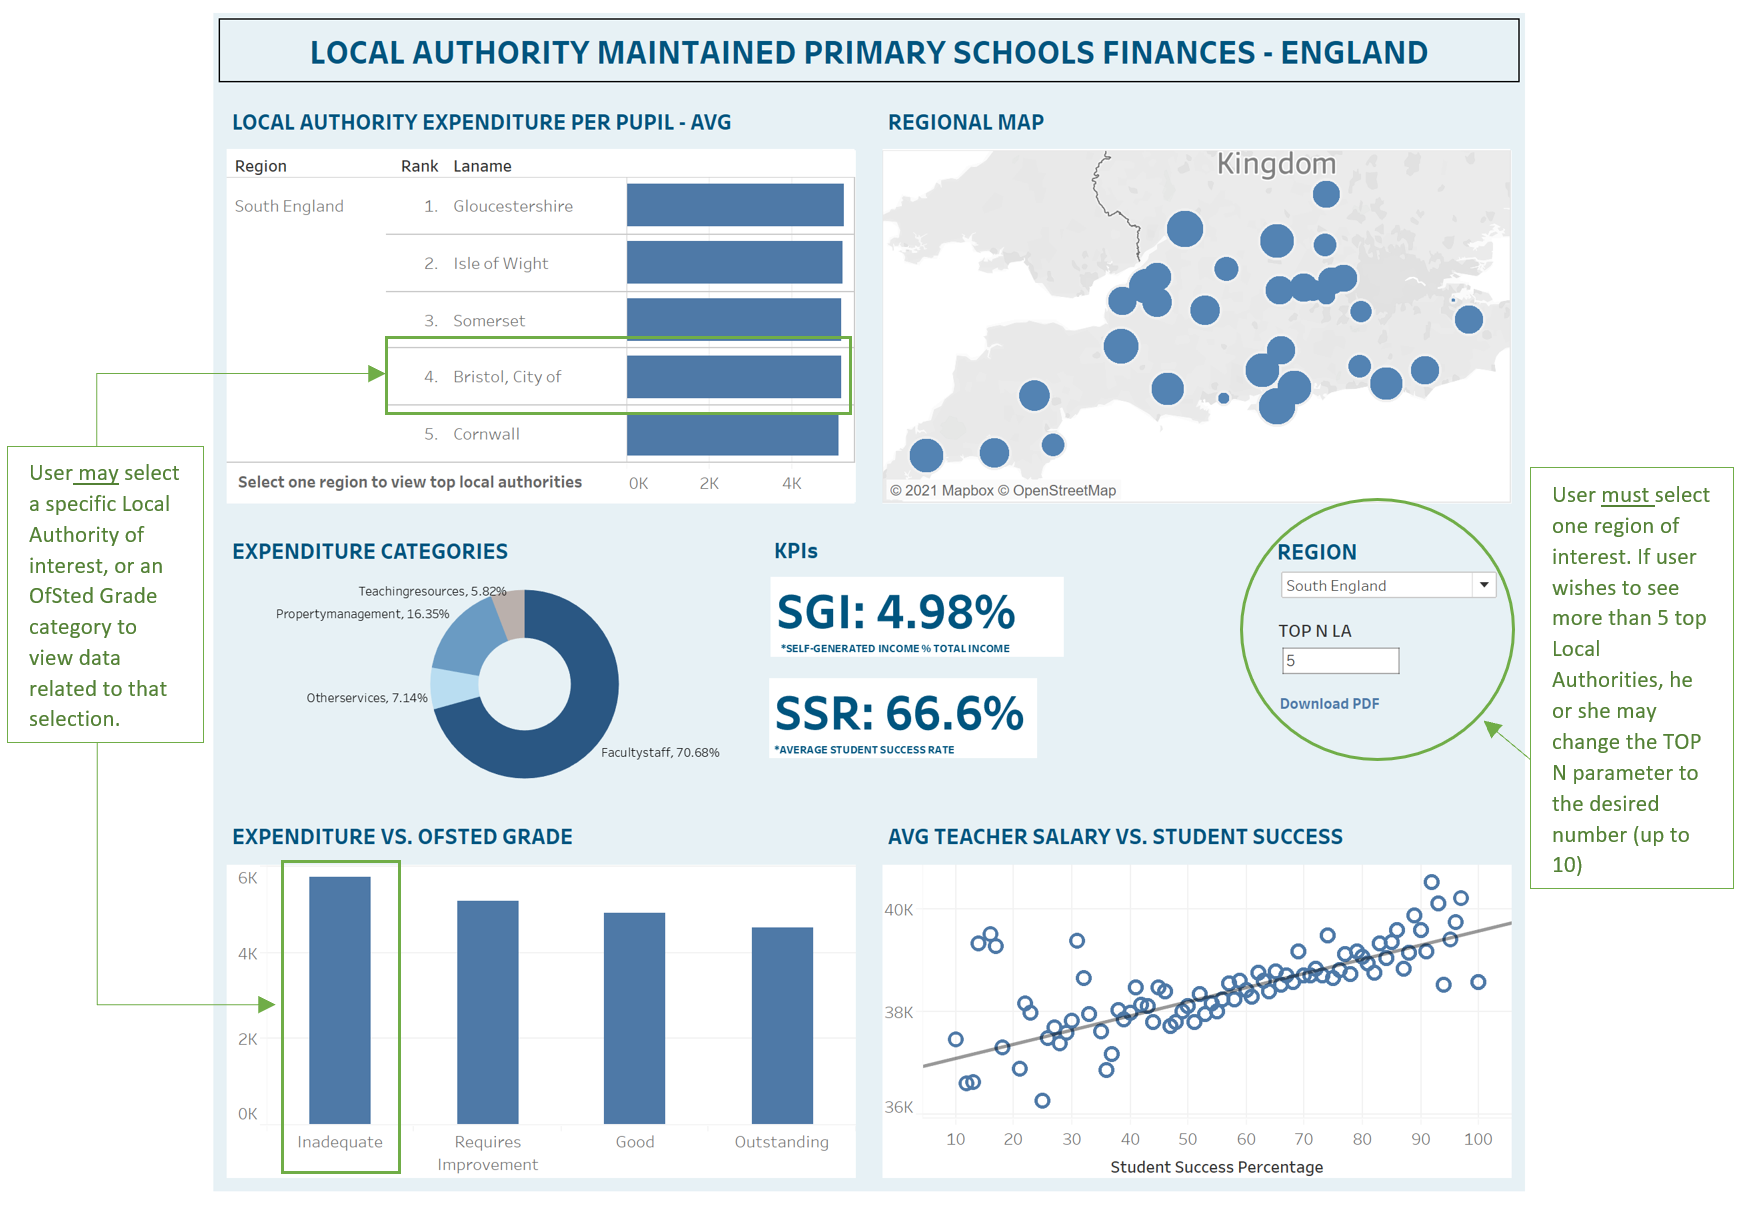 LOCAL AUTHORITY MAINTAINED PRIMARY SCHOOLS FINANCES - ENGLAND
LOCAL AUTHORITY EXPENDITURE PER PUPIL - AVG
Region Rank Laname
South England 1. Gloucestershire
2. Isle of Wight
3. Somerset
4. Bristol, City of
5. Cornwall
Select one region to view top local authorities 0K 2K 4K
REGIONAL MAP
Kingdom
© 2021 Mapbox © OpenStreetMap
User may select
a specific Local
Authority of
interest, or an
OfSted Grade
category to
view data
related to that
selection.
EXPENDITURE CATEGORIES
Teachingresources, 5.82%
Propertymanagement, 16.35%
Otherservices, 7.14%
Facultystaff, 70.68%
KPIs
SGI: 4.98%
*SELF-GENERATED INCOME % TOTAL INCOME
SSR: 66.6%
*AVERAGE STUDENT SUCCESS RATE
REGION
South England
TOP N LA
5
Download PDF
User must select
one region of
interest. If user
wishes to see
more than 5 top
Local
Authorities, he
or she may
change the TOP
N parameter to
the desired
number (up to
10)
EXPENDITURE VS. OFSTED GRADE
6K
4K
2K
0K
Inadequate Requires Good Outstanding
Improvement
AVG TEACHER SALARY VS. STUDENT SUCCESS
40K
38K
36K
10 20 30 40 50 60 70 80 90 100
Student Success Percentage